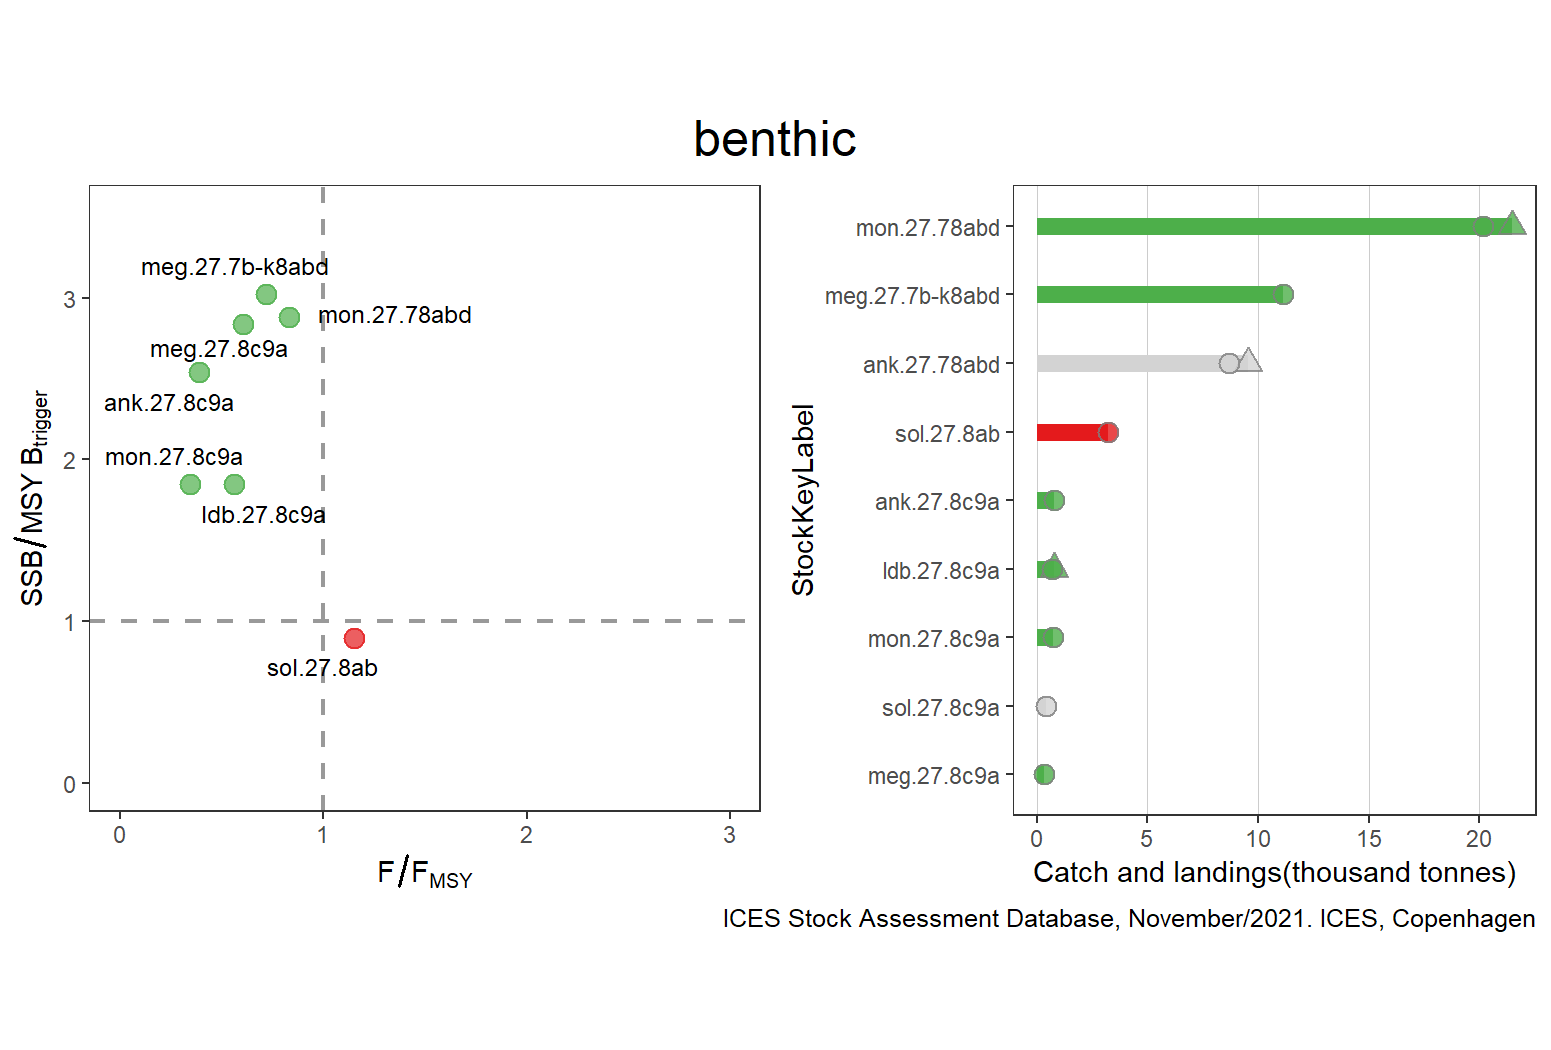 benthic
SSB/MSY Btrigger
3
2
1
0
meg.27.7b-k8abd
mon.27.78abd
meg.27.8c9a
ank.27.8c9a
mon.27.8c9a
ldb.27.8c9a
sol.27.8ab
0 1 2 3
F/FMSY
StockKeyLabel
mon.27.78abd
meg.27.7b-k8abd
ank.27.78abd
sol.27.8ab
ank.27.8c9a
ldb.27.8c9a
mon.27.8c9a
sol.27.8c9a
meg.27.8c9a
0 5 10 15 20
Catch and landings(thousand tonnes)
ICES Stock Assessment Database, November/2021. ICES, Copenhagen